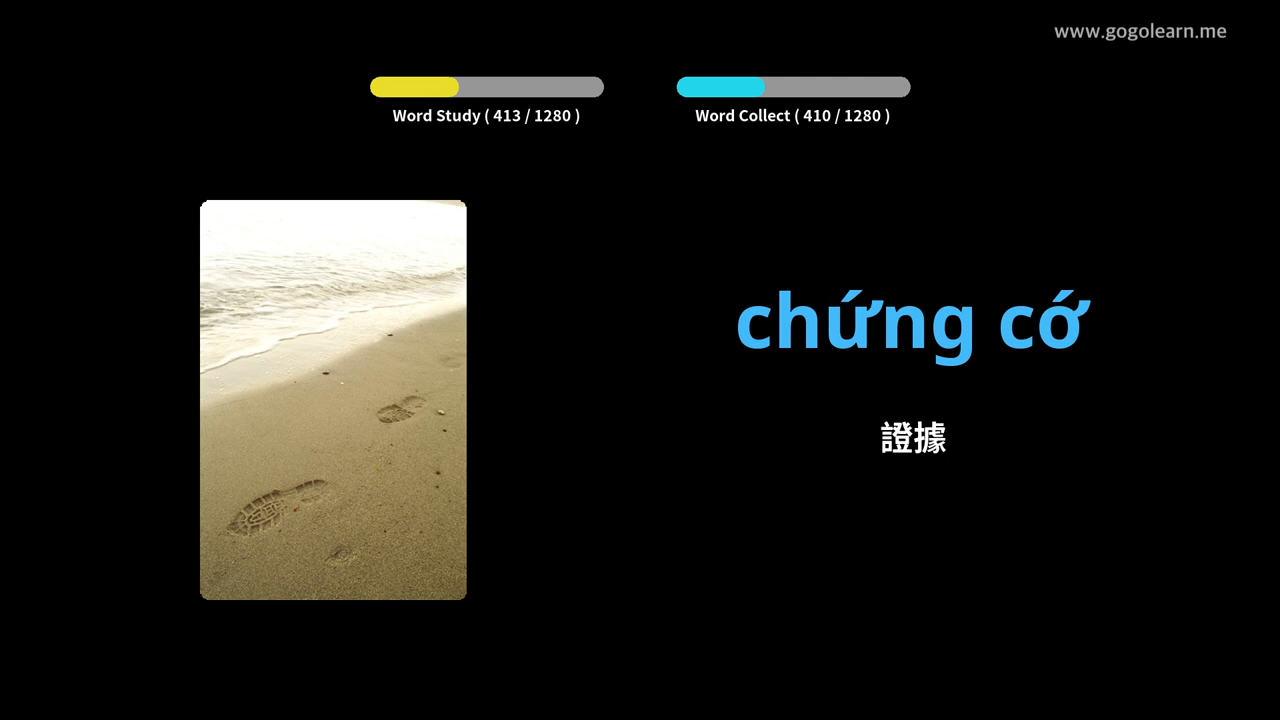 www.gogolearn.me
Word Study ( 413 / 1280 )
Word Collect ( 410 / 1280 )
chứng cớ
證據